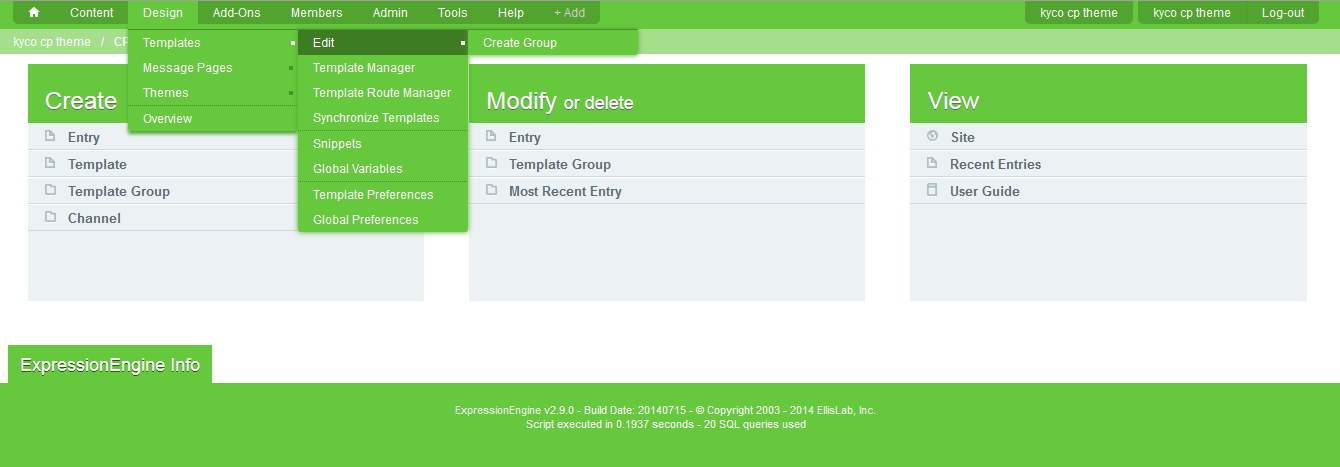 Content Design Add-Ons Members Admin Tools Help + Add kyco cp theme kyco cp theme Log-out
kyco cp theme / CP
Templates
Message Pages
Themes
Overview
Edit
Template Manager
Template Route Manager
Synchronize Templates
Snippets
Global Variables
Template Preferences
Global Preferences
Create Group
Create
Entry
Template
Template Group
Channel
Modify or delete
Entry
Template Group
Most Recent Entry
View
Site
Recent Entries
User Guide
ExpressionEngine Info
ExpressionEngine v2.9.0 - Build Date: 20140715 - © Copyright 2003 - 2014 EllisLab, Inc.
Script executed in 0.1937 seconds - 20 SQL queries used